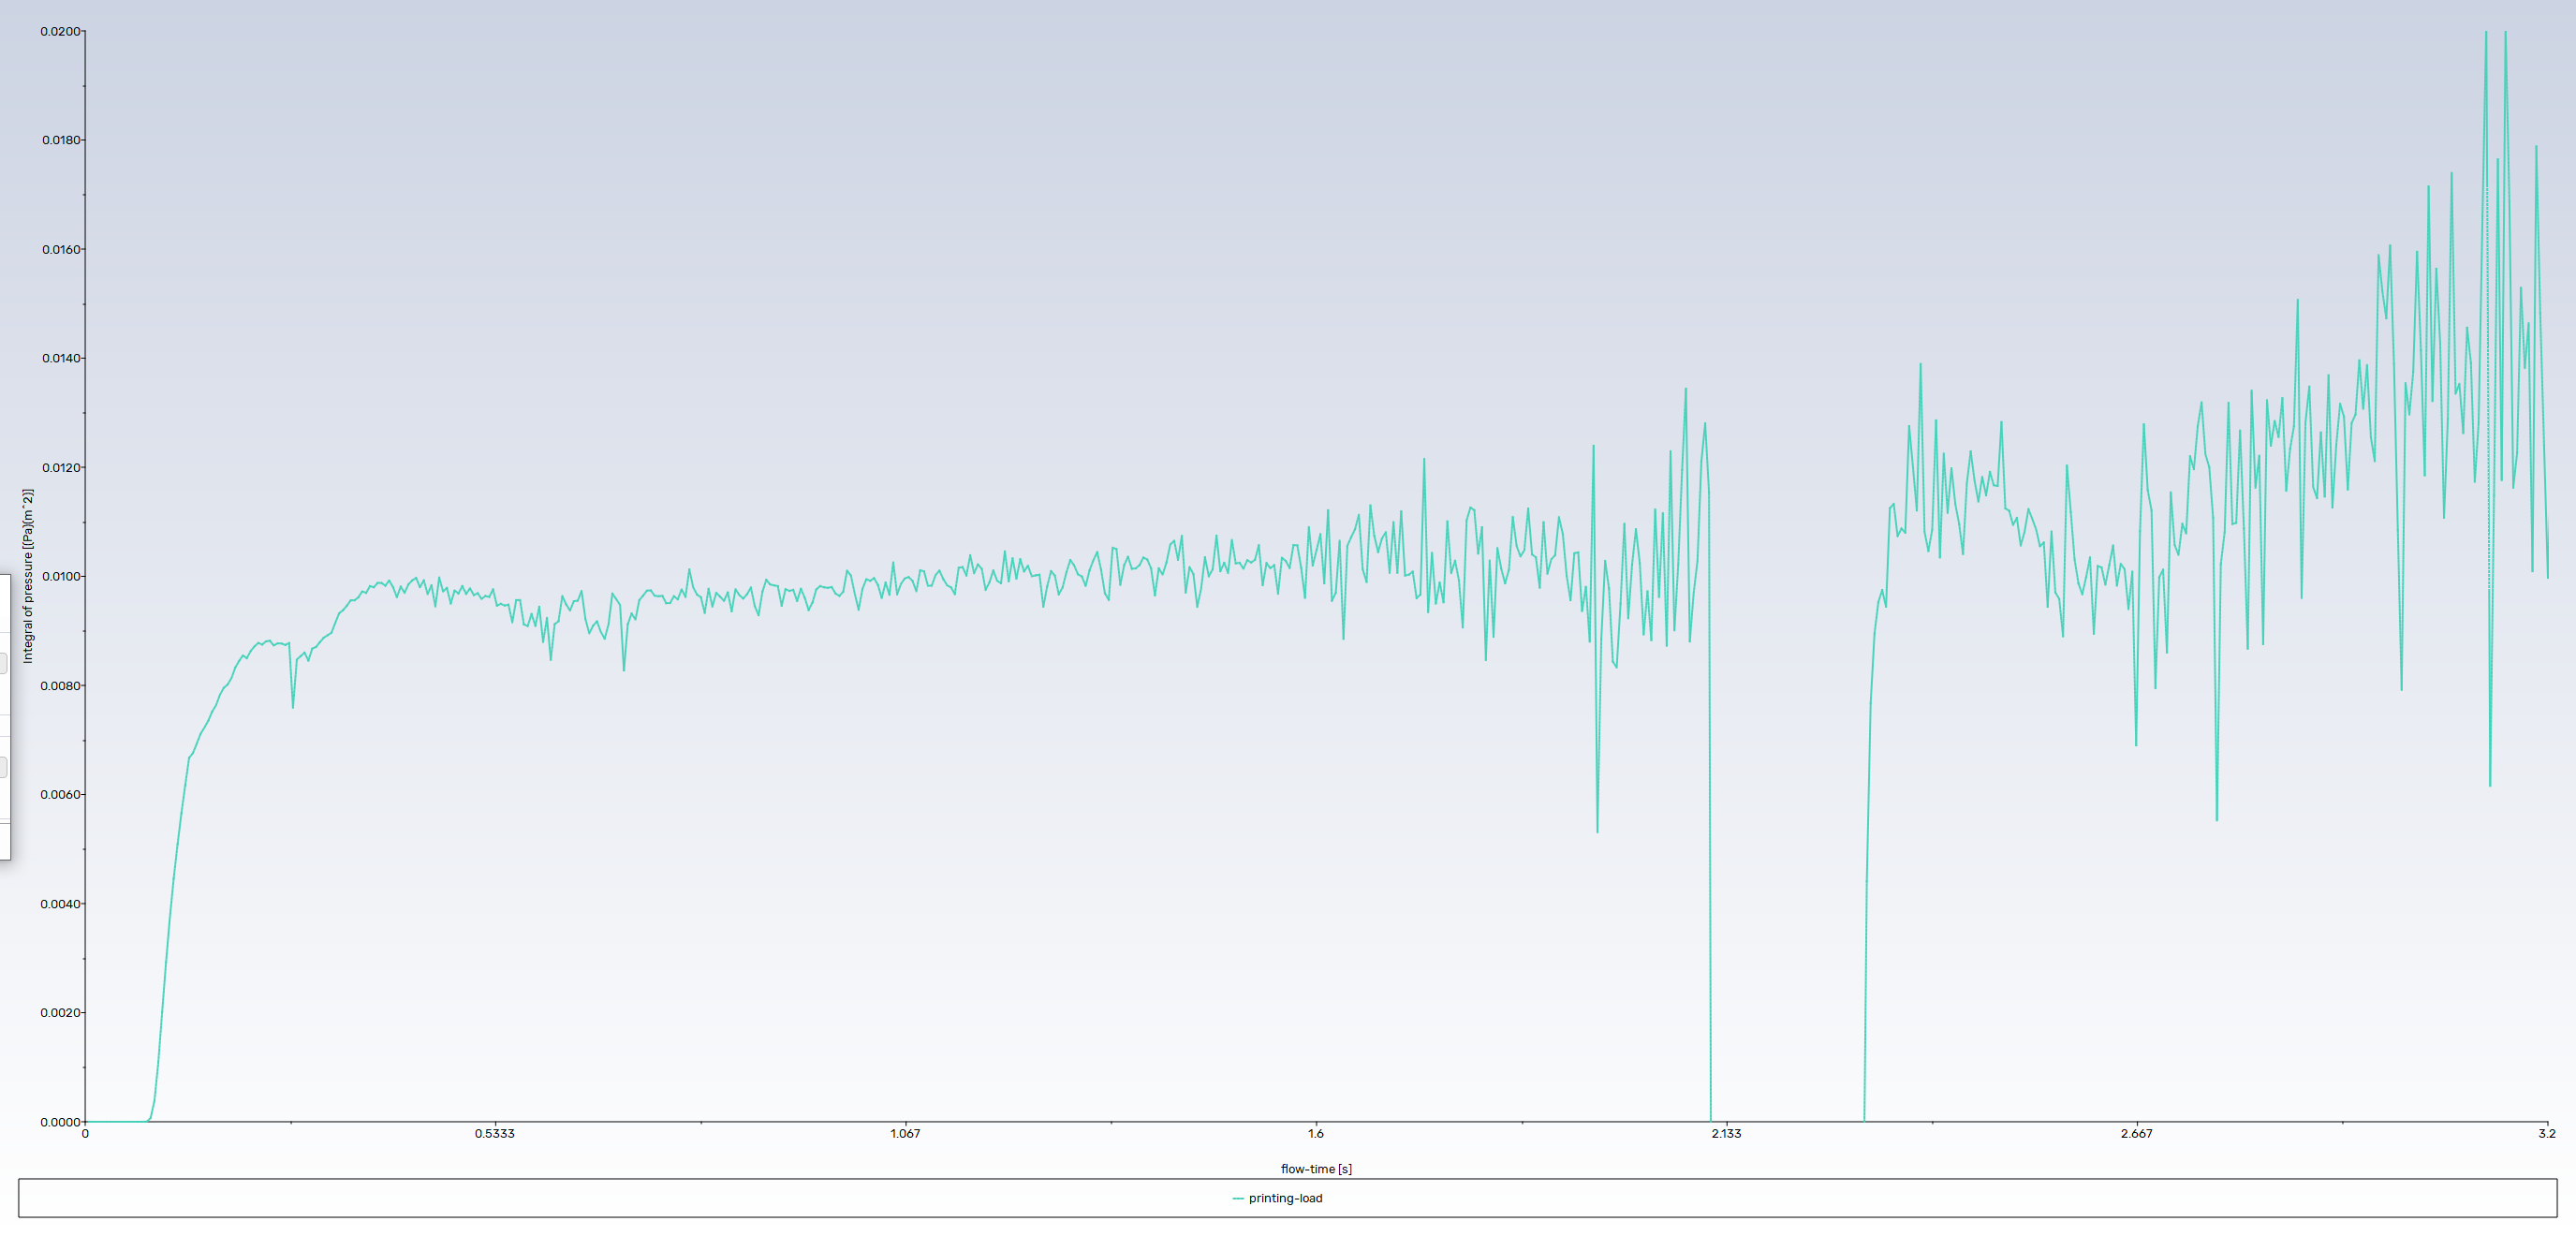 0.0200
0.0180
0.0160
0.0140
0.0120
0.0100
0.0080
0.0060
0.0040
0.0020
0.0000
Integral of pressure [(Pa)(m^2)]
0 0.5333 1.067 1.6 2.133 2.667 3.2
flow-time [s]
printing-load